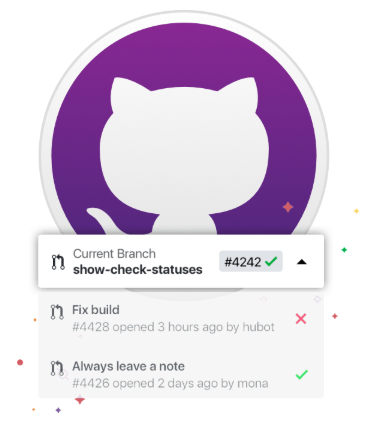 Current Branch
show-check-statuses
#4242
Fix build
#4428 opened 3 hours ago by hubot
Always leave a note
#4426 opened 2 days ago by mona